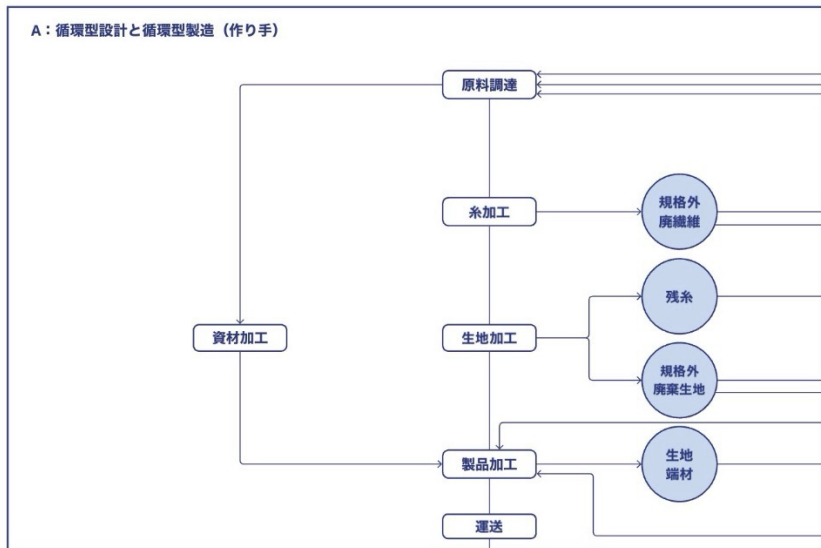 A：循環型設計と循環型製造（作り手）
原料調達
糸加工
規格外
廃繊維
残糸
資材加工
生地加工
規格外
廃棄生地
製品加工
生地
端材
運送